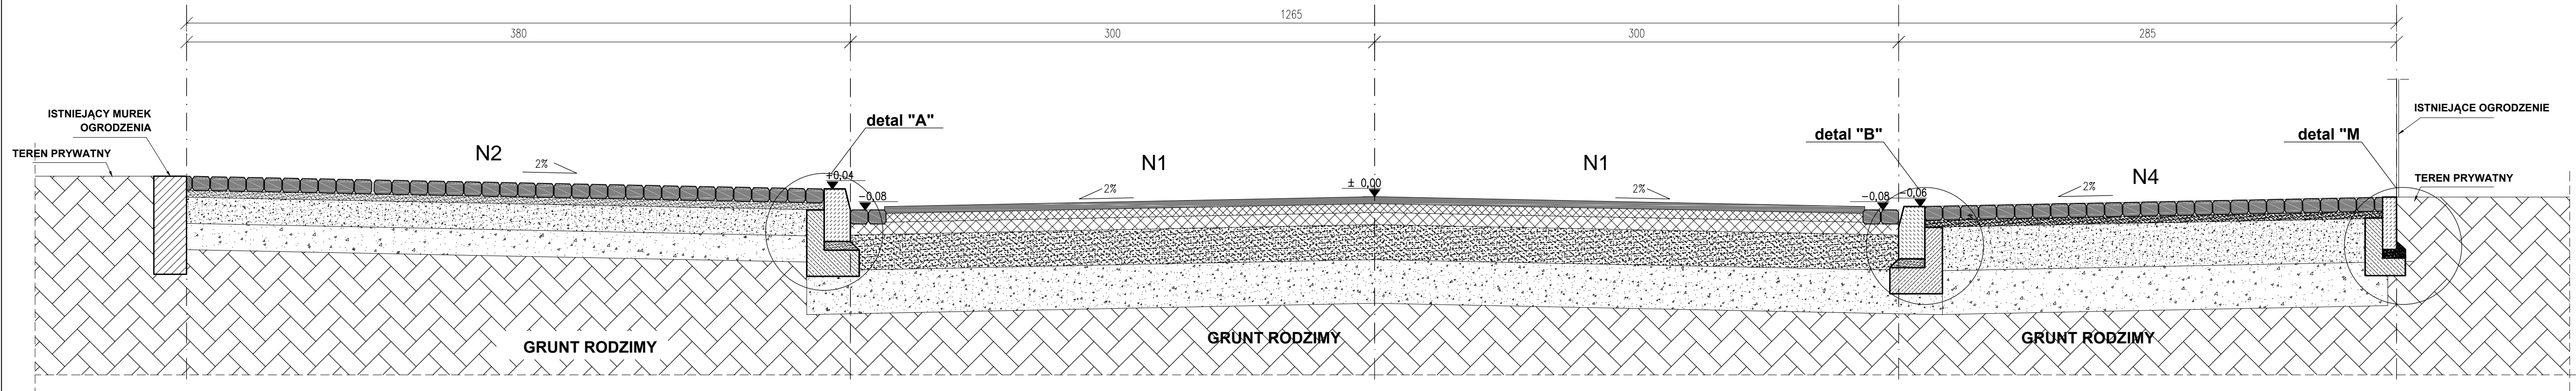 1265
380
300
300
285
ISTNIEJĄCY MUREK
OGRODZENIA
TEREN PRYWATNY
N2
2%
detal "A"
+0,04
-0,08
N1
2%
± 0,00
N1
2%
detal "B"
-0,08
-0,06
2%
N4
detal "M
ISTNIEJĄCE OGRODZENIE
TEREN PRYWATNY
GRUNT RODZIMY
GRUNT RODZIMY
GRUNT RODZIMY